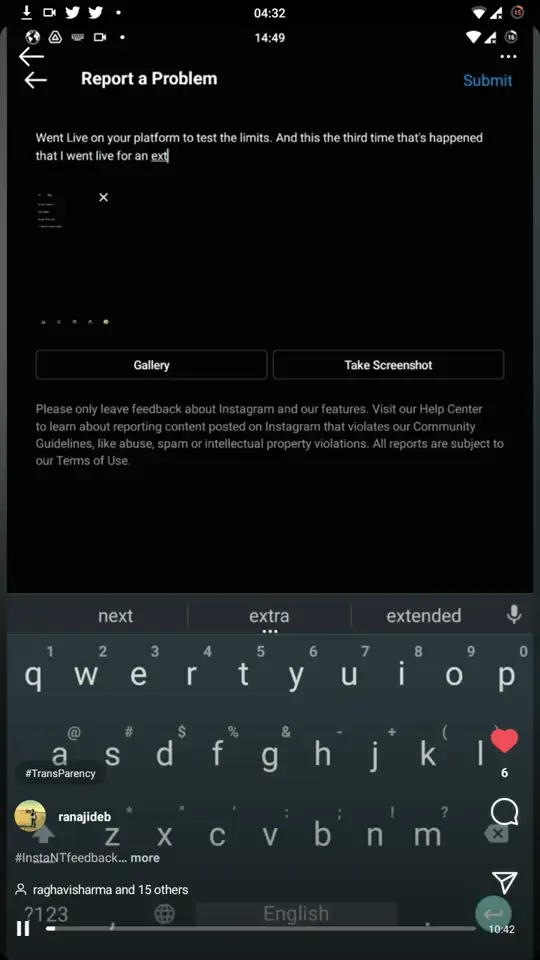 04:32
15
14:49
16
Report a Problem
Submit
Went Live on your platform to test the limits. And this the third time that's happened
that I went live for an ext
Gallery
Take Screenshot
Please only leave feedback about Instagram and our features. Visit our Help Center
to learn about reporting content posted on Instagram that violates our Community
Guidelines, like abuse, spam or intellectual property violations. All reports are subject to
our Terms of Use.
next extra extended
1 2 3 4 5 6 7 8 9 0
q w e r t y u i o p
@ # $ % & - + (
a s d f g h j k l
6
#TransParency
ranajideb
* " ' : ; ! ?
z x c v b n m
#InstaNTfeedback... more
raghavisharma and 15 others
?123 , English .
10:42